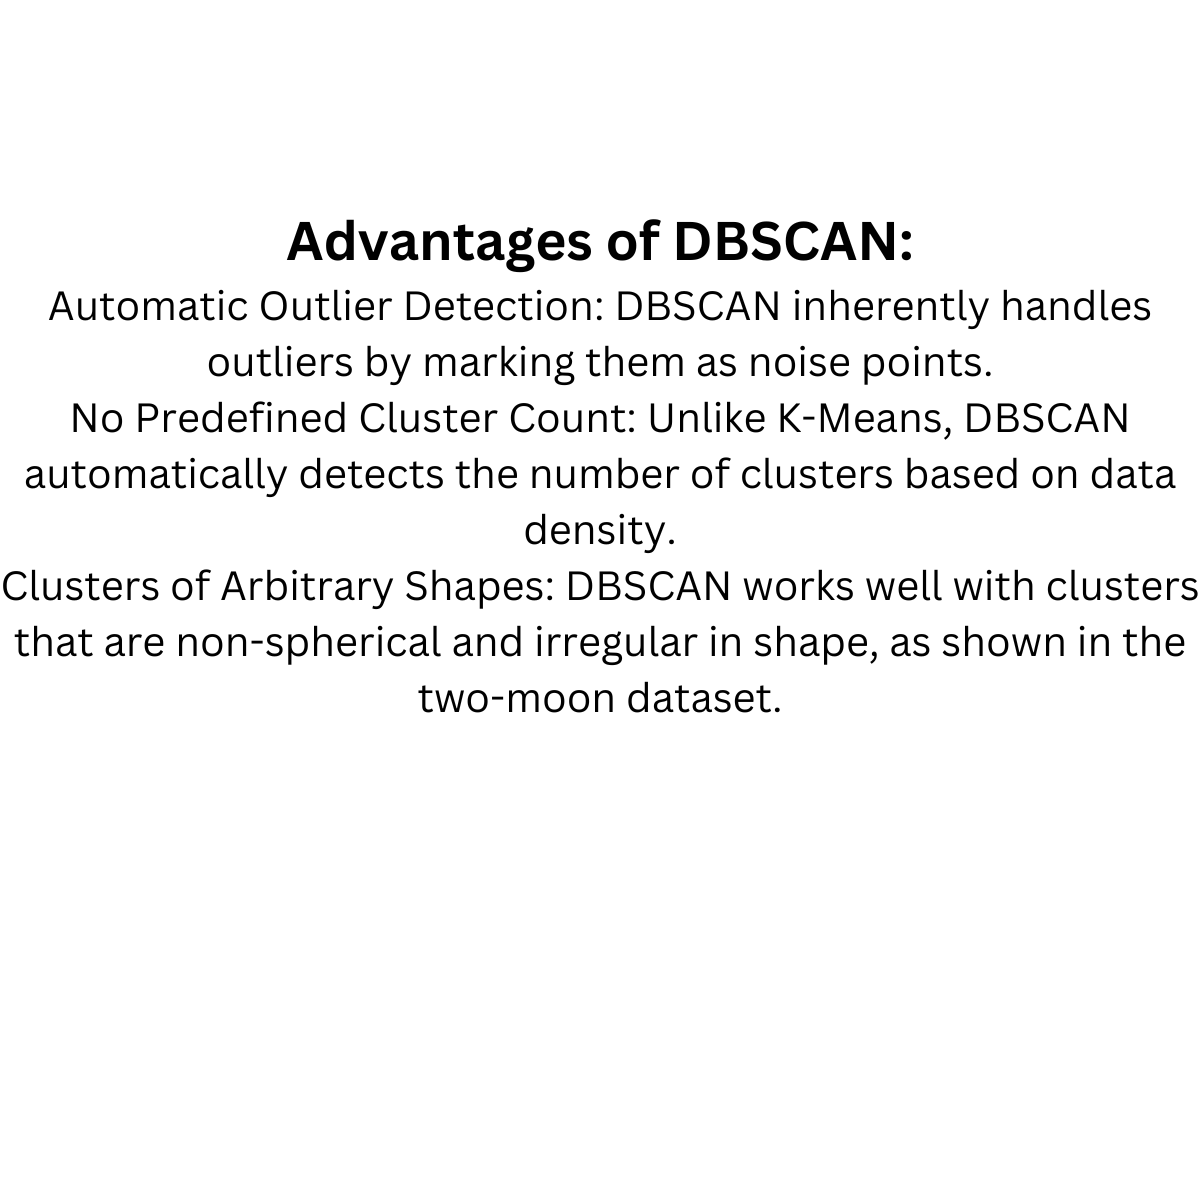 Advantages of DBSCAN:
Automatic Outlier Detection: DBSCAN inherently handles
outliers by marking them as noise points.
No Predefined Cluster Count: Unlike K-Means, DBSCAN
automatically detects the number of clusters based on data
density.
Clusters of Arbitrary Shapes: DBSCAN works well with clusters
that are non-spherical and irregular in shape, as shown in the
two-moon dataset.